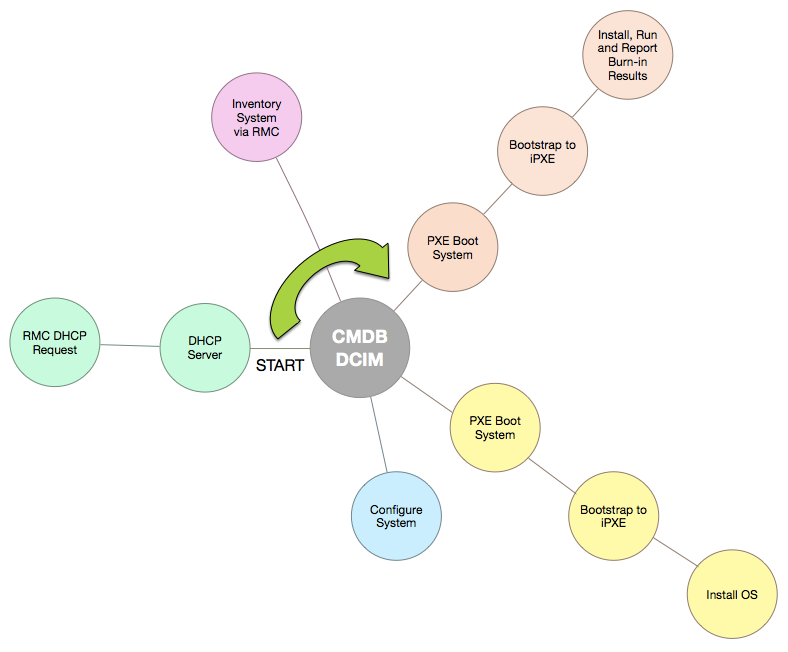 Install, Run
and Report
Burn-in
Results
Inventory
System
via RMC
Bootstrap to
iPXE
PXE Boot
System
RMC DHCP
Request
DHCP
Server
START
CMDB
DCIM
PXE Boot
System
Configure
System
Bootstrap to
iPXE
Install OS